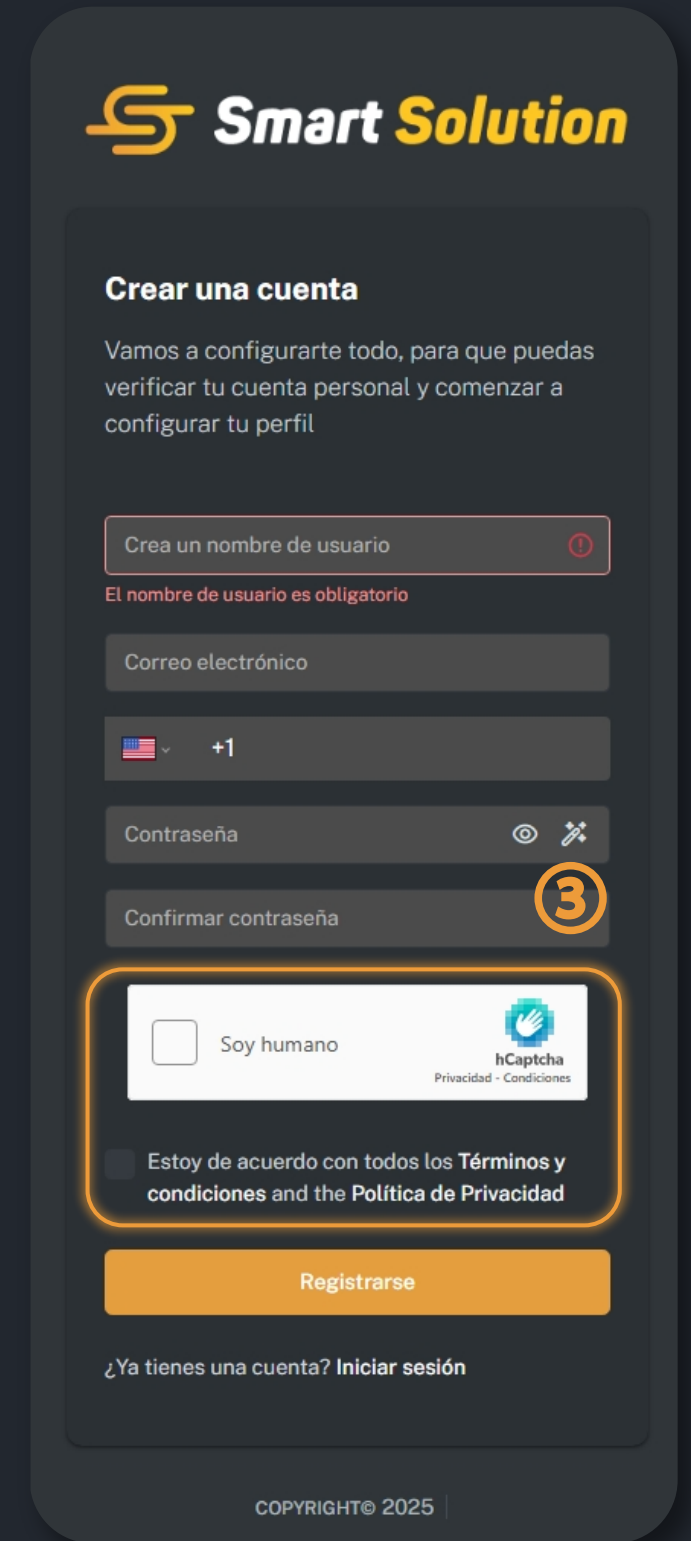 Smart Solution
Crear una cuenta
Vamos a configurarte todo, para que puedas
verificar tu cuenta personal y comenzar a
configurar tu perfil
Crea un nombre de usuario
El nombre de usuario es obligatorio
Correo electrónico
+1
Contraseña
3
Confirmar contraseña
Soy humano
hCaptcha
Privacidad - Condiciones
Estoy de acuerdo con todos los Términos y
condiciones and the Política de Privacidad
Registrarse
¿Ya tienes una cuenta? Iniciar sesión
COPYRIGHT© 2025